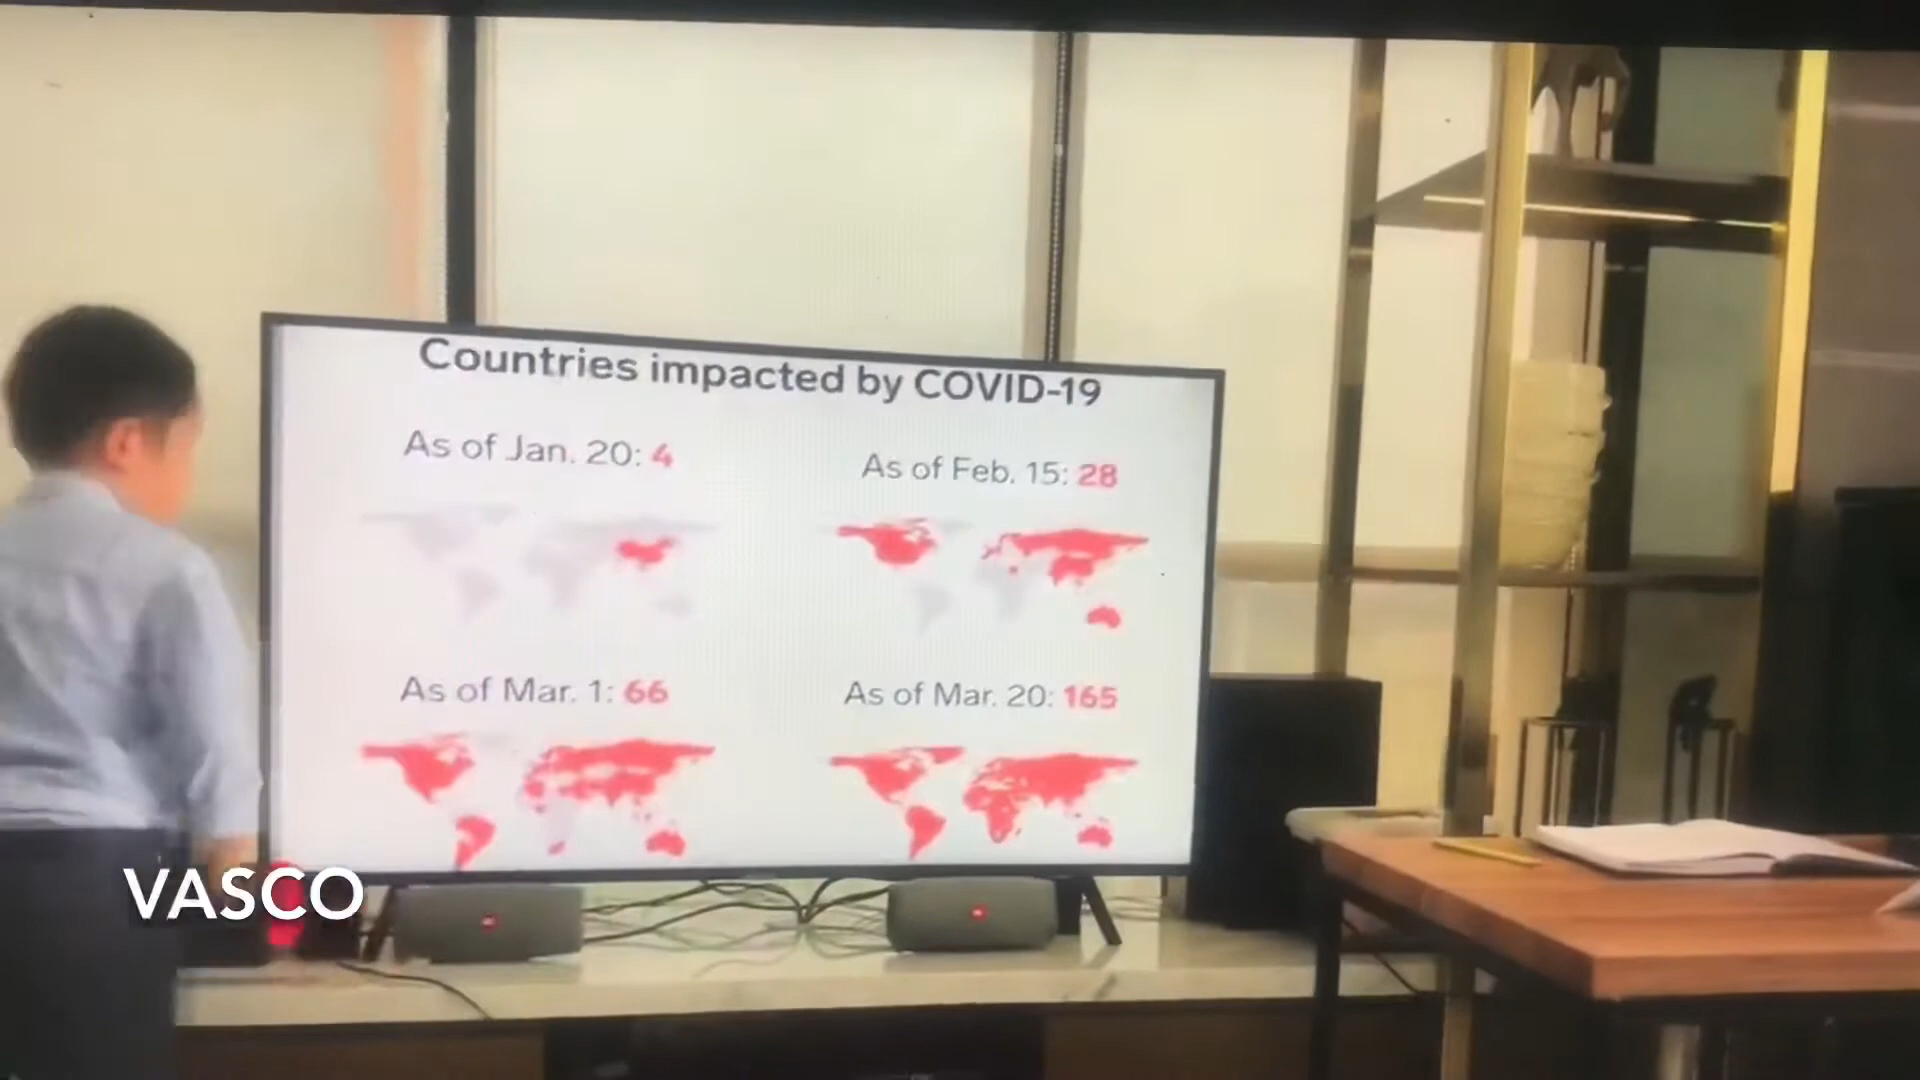 Countries impacted by COVID-19
As of Jan. 20: 4
As of Feb. 15: 28
As of Mar. 1: 66
As of Mar. 20: 165
VASCO